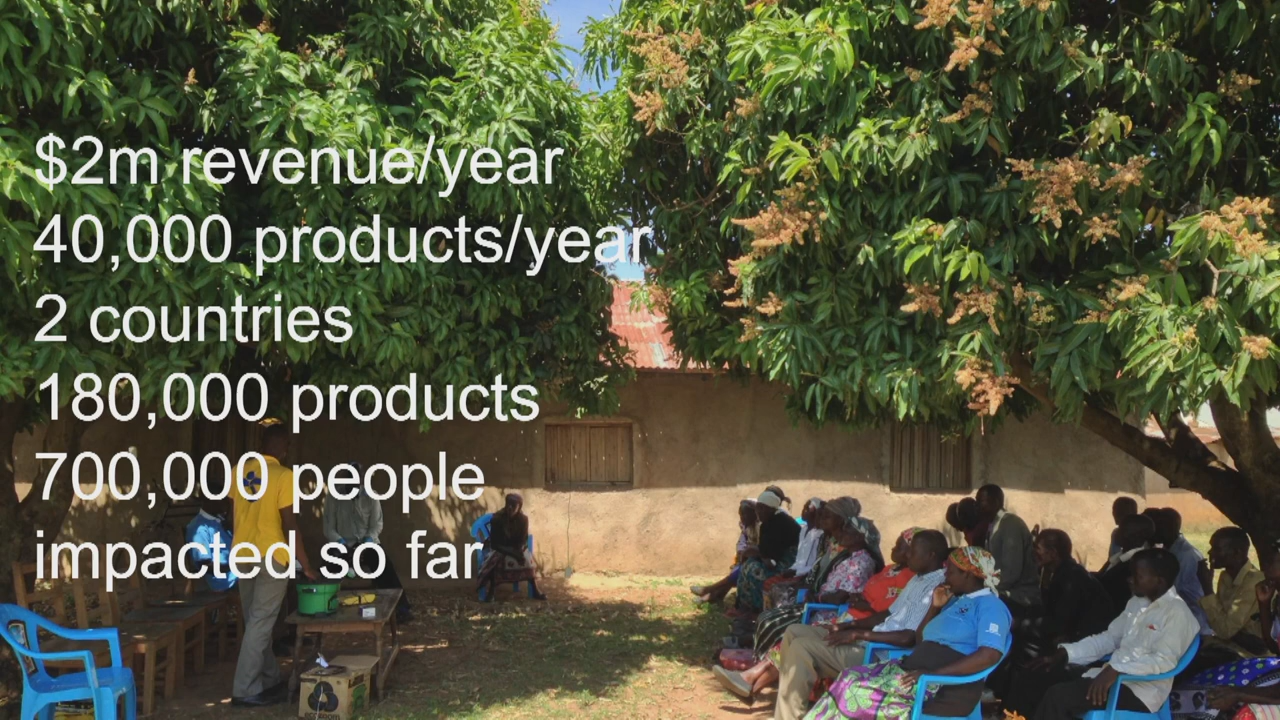 $2m revenue/year
40,000 products/year
2 countries
180,000 products
700,000 people
impacted so far